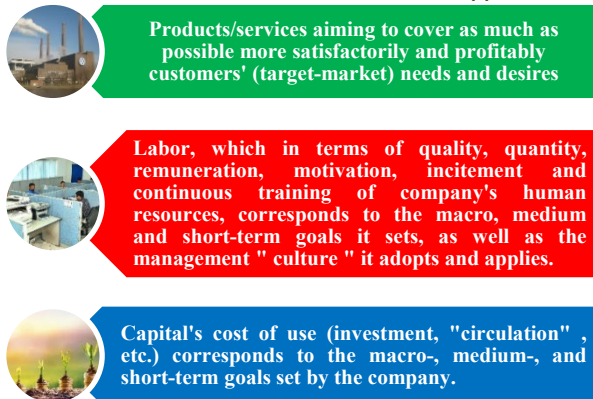 Products/services aiming to cover as much as
possible more satisfactorily and profitably
customers' (target-market) needs and desires
Labor, which in terms of quality, quantity,
remuneration, motivation, incitement and
continuous training of company's human
resources, corresponds to the macro, medium
and short-term goals it sets, as well as the
management " culture " it adopts and applies.
Capital's cost of use (investment, "circulation" ,
etc.) corresponds to the macro-, medium-, and
short-term goals set by the company.